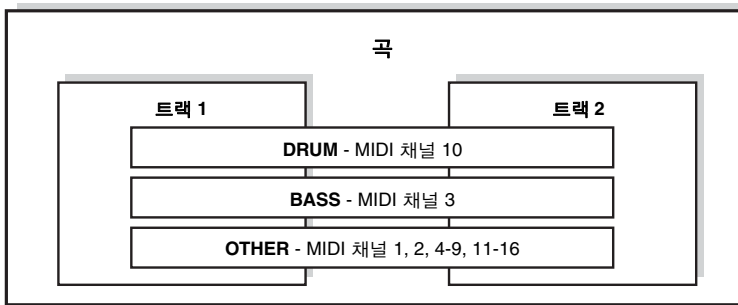 곡
트랙 1
트랙 2
DRUM - MIDI 채널 10
BASS - MIDI 채널 3
OTHER - MIDI 채널 1, 2, 4-9, 11-16